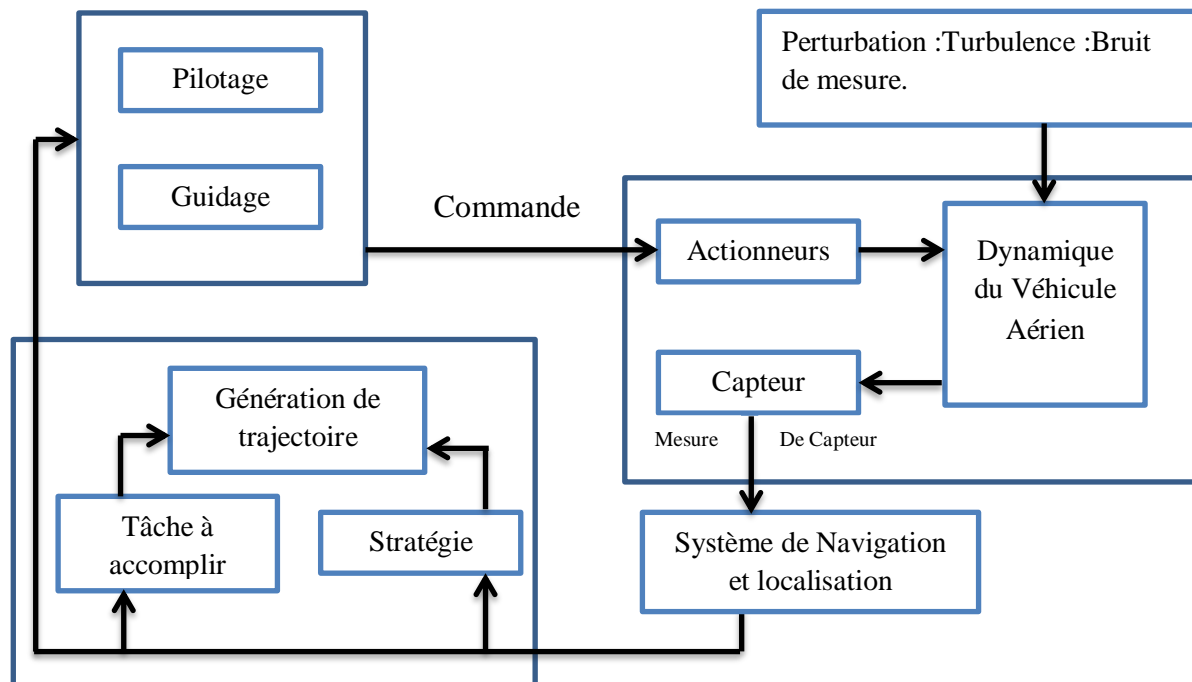 Pilotage
Guidage
Perturbation :Turbulence :Bruit
de mesure.
Commande
Actionneurs
Dynamique
du Véhicule
Aérien
Capteur
Mesure
De Capteur
Génération de
trajectoire
Tâche à
accomplir
Stratégie
Système de Navigation
et localisation